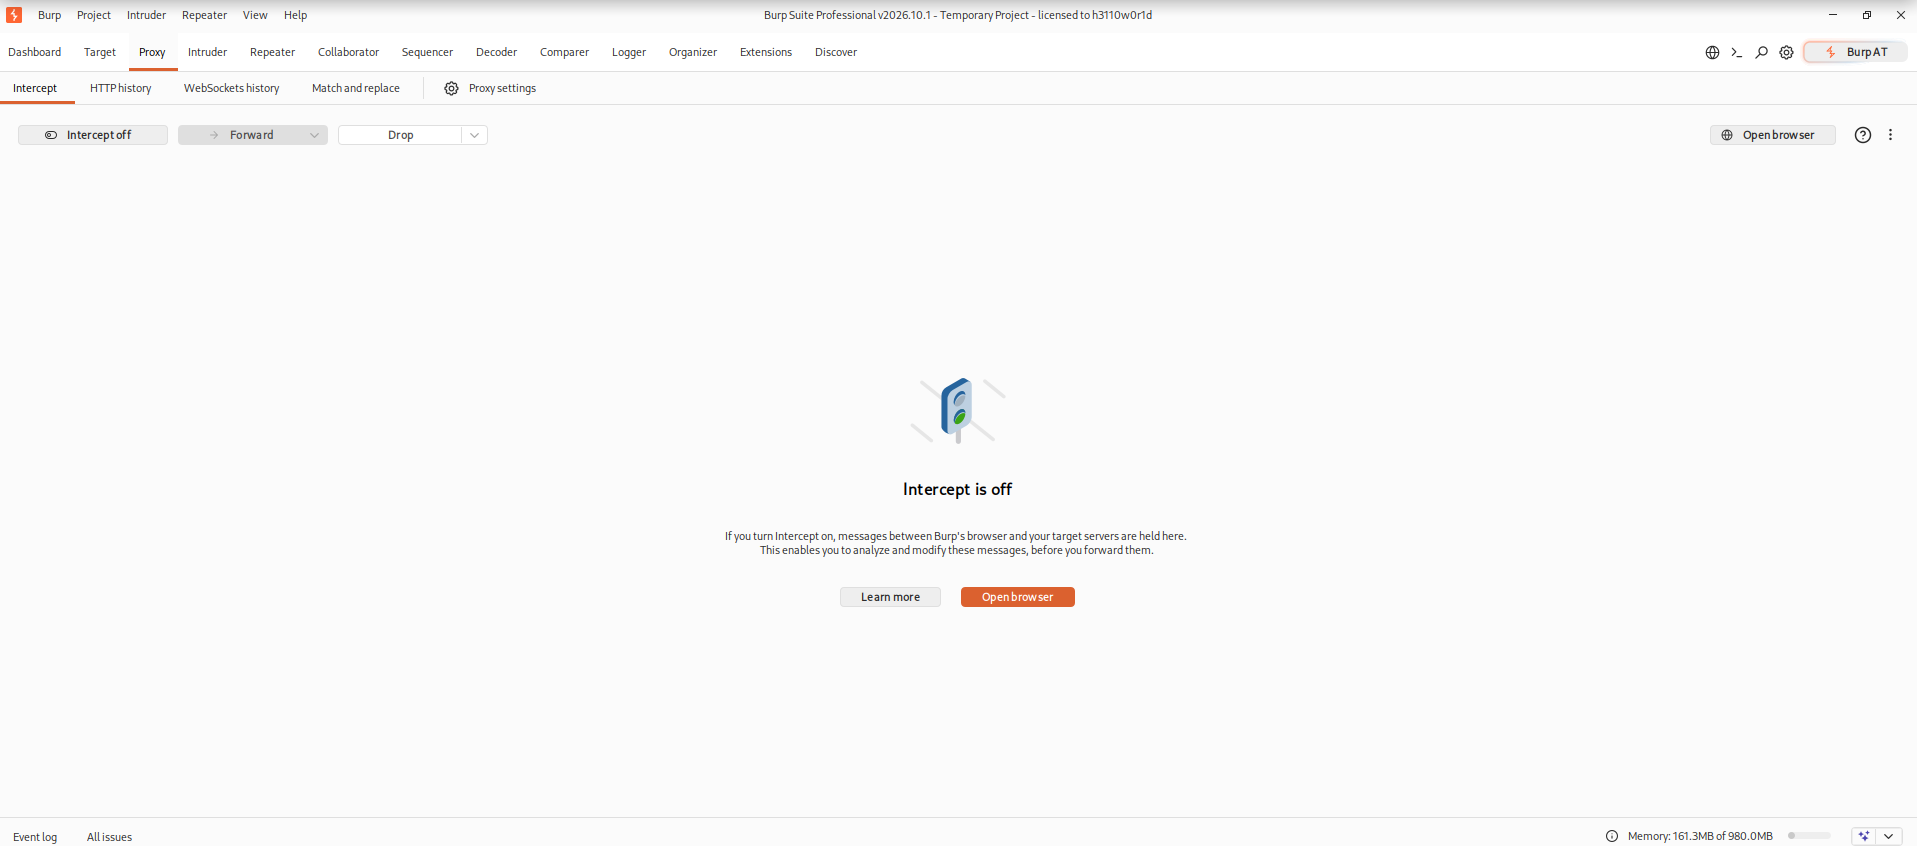 Burp Project Intruder Repeater View Help Burp Suite Professional v2026.10.1 - Temporary Project - licensed to h3110w0r1d
Dashboard Target Proxy Intruder Repeater Collaborator Sequencer Decoder Comparer Logger Organizer Extensions Discover Burp AT
Intercept HTTP history WebSockets history Match and replace Proxy settings
Intercept off Forward Drop Open browser
Intercept is off
If you turn Intercept on, messages between Burp's browser and your target servers are held here.
This enables you to analyze and modify these messages, before you forward them.
Learn more Open browser
Event log All issues Memory: 161.3MB of 980.0MB